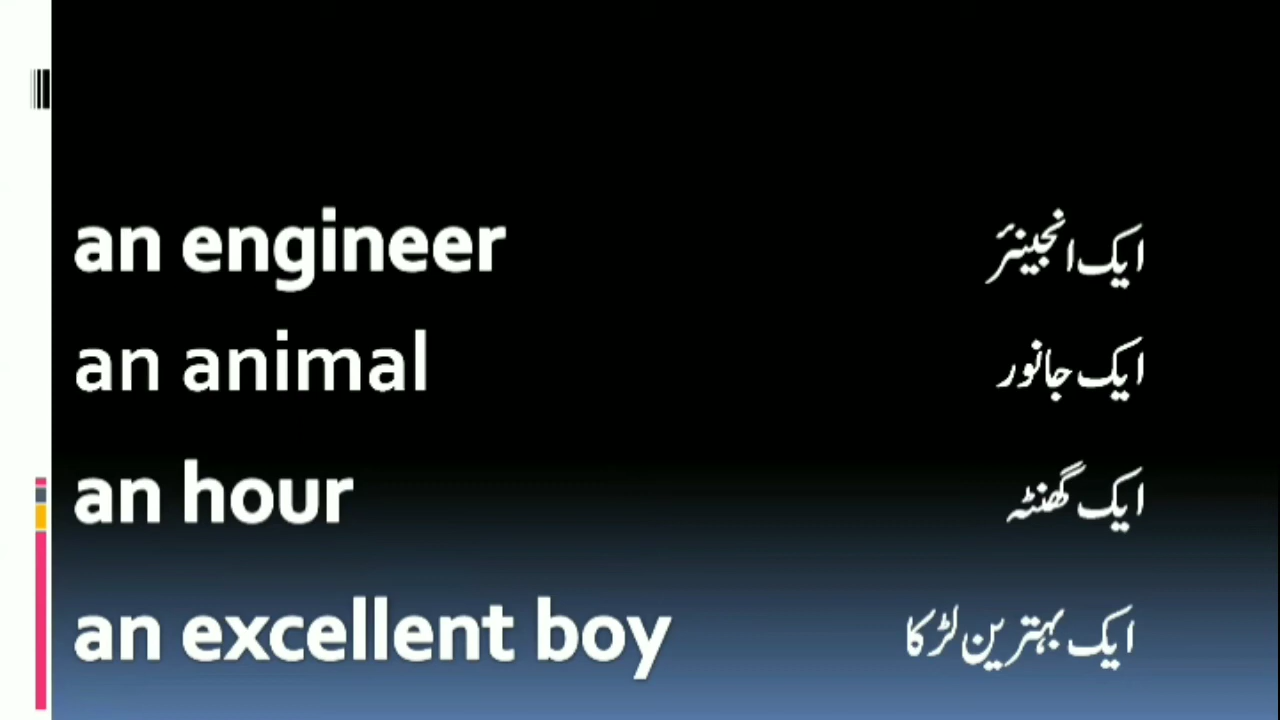 an engineer ایک انجینئر
an animal ایک جانور
an hour ایک گھنٹہ
an excellent boy ایک بہترین لڑکا